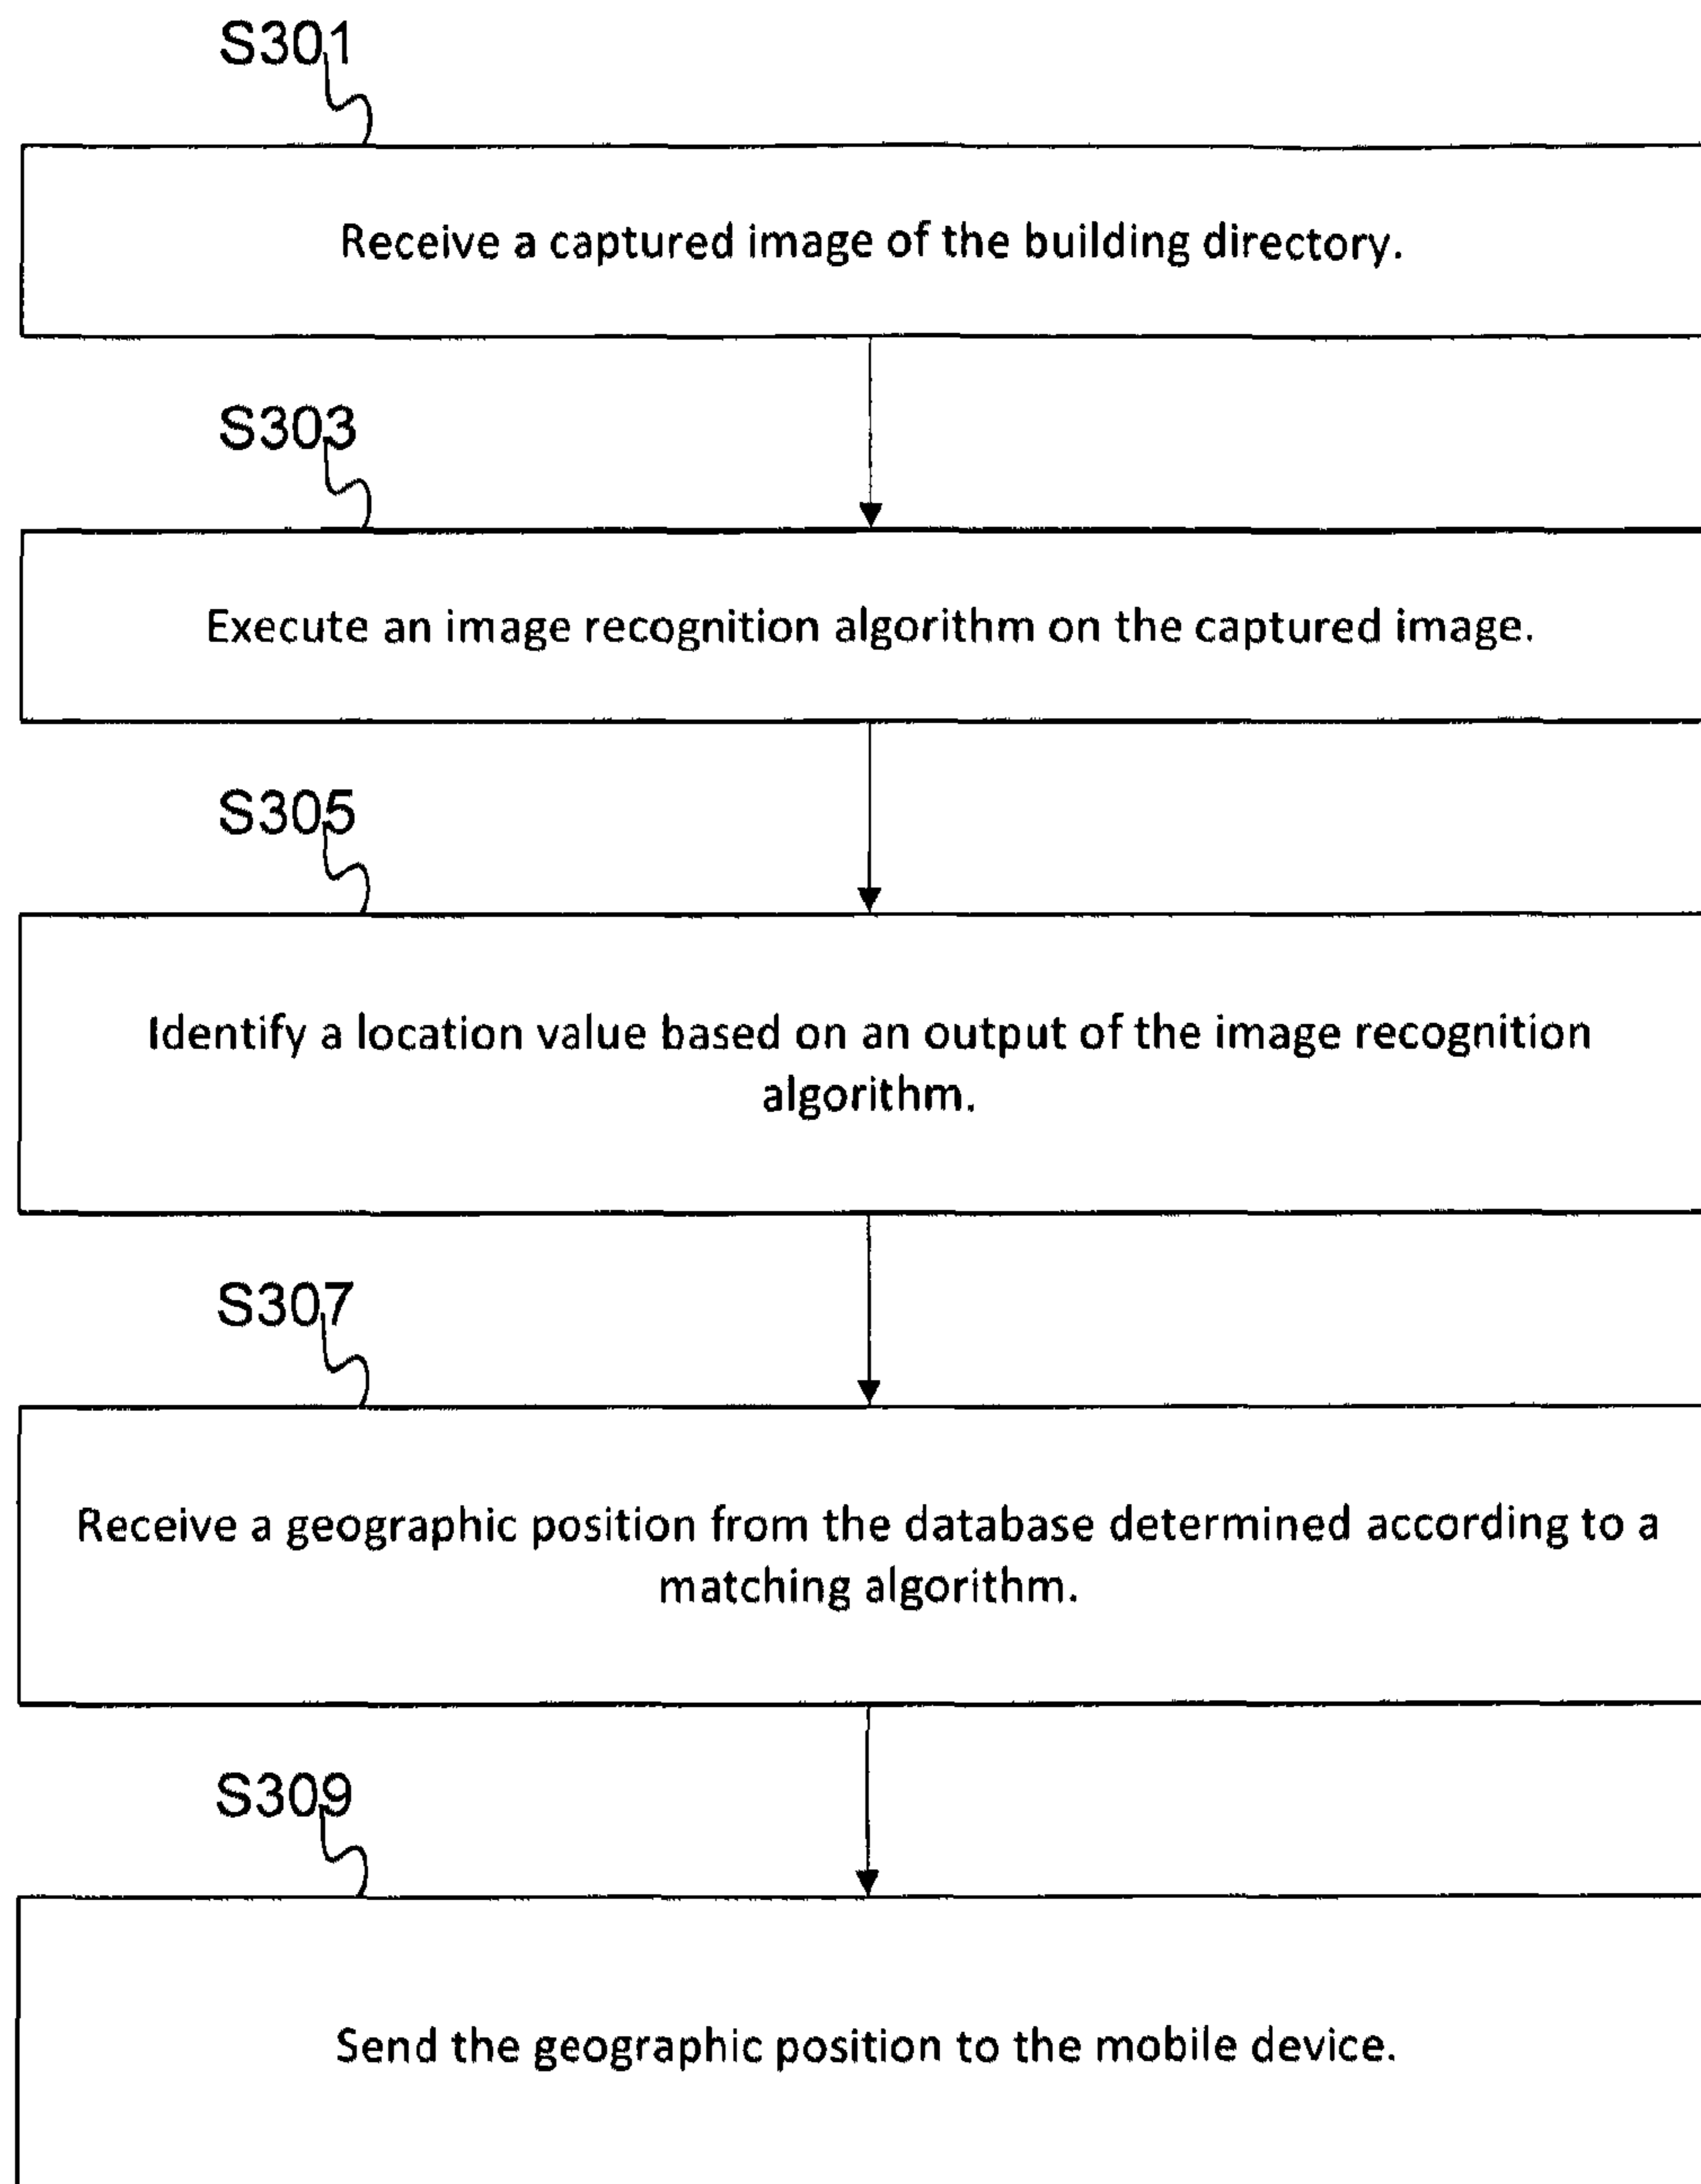 S301
Receive a captured image of the building directory.
S303
Execute an image recognition algorithm on the captured image.
S305
Identify a location value based on an output of the image recognition
algorithm.
S307
Receive a geographic position from the database determined according to a
matching algorithm.
S309
Send the geographic position to the mobile device.